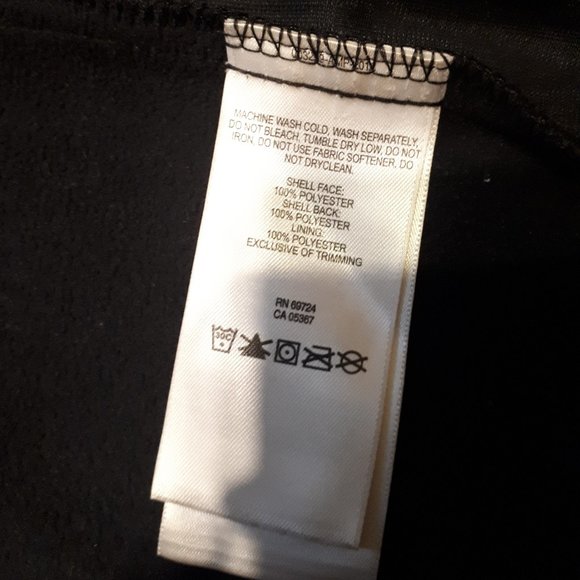 MACHINE WASH COLD, WASH SEPARATELY,
DO NOT BLEACH, TUMBLE DRY LOW, DO NOT
IRON, DO NOT USE FABRIC SOFTENER, DO
NOT DRYCLEAN.
SHELL FACE:
100% POLYESTER
SHELL BACK:
100% POLYESTER
LINING:
100% POLYESTER
EXCLUSIVE OF TRIMMING
RN 69724
CA 05367
30C